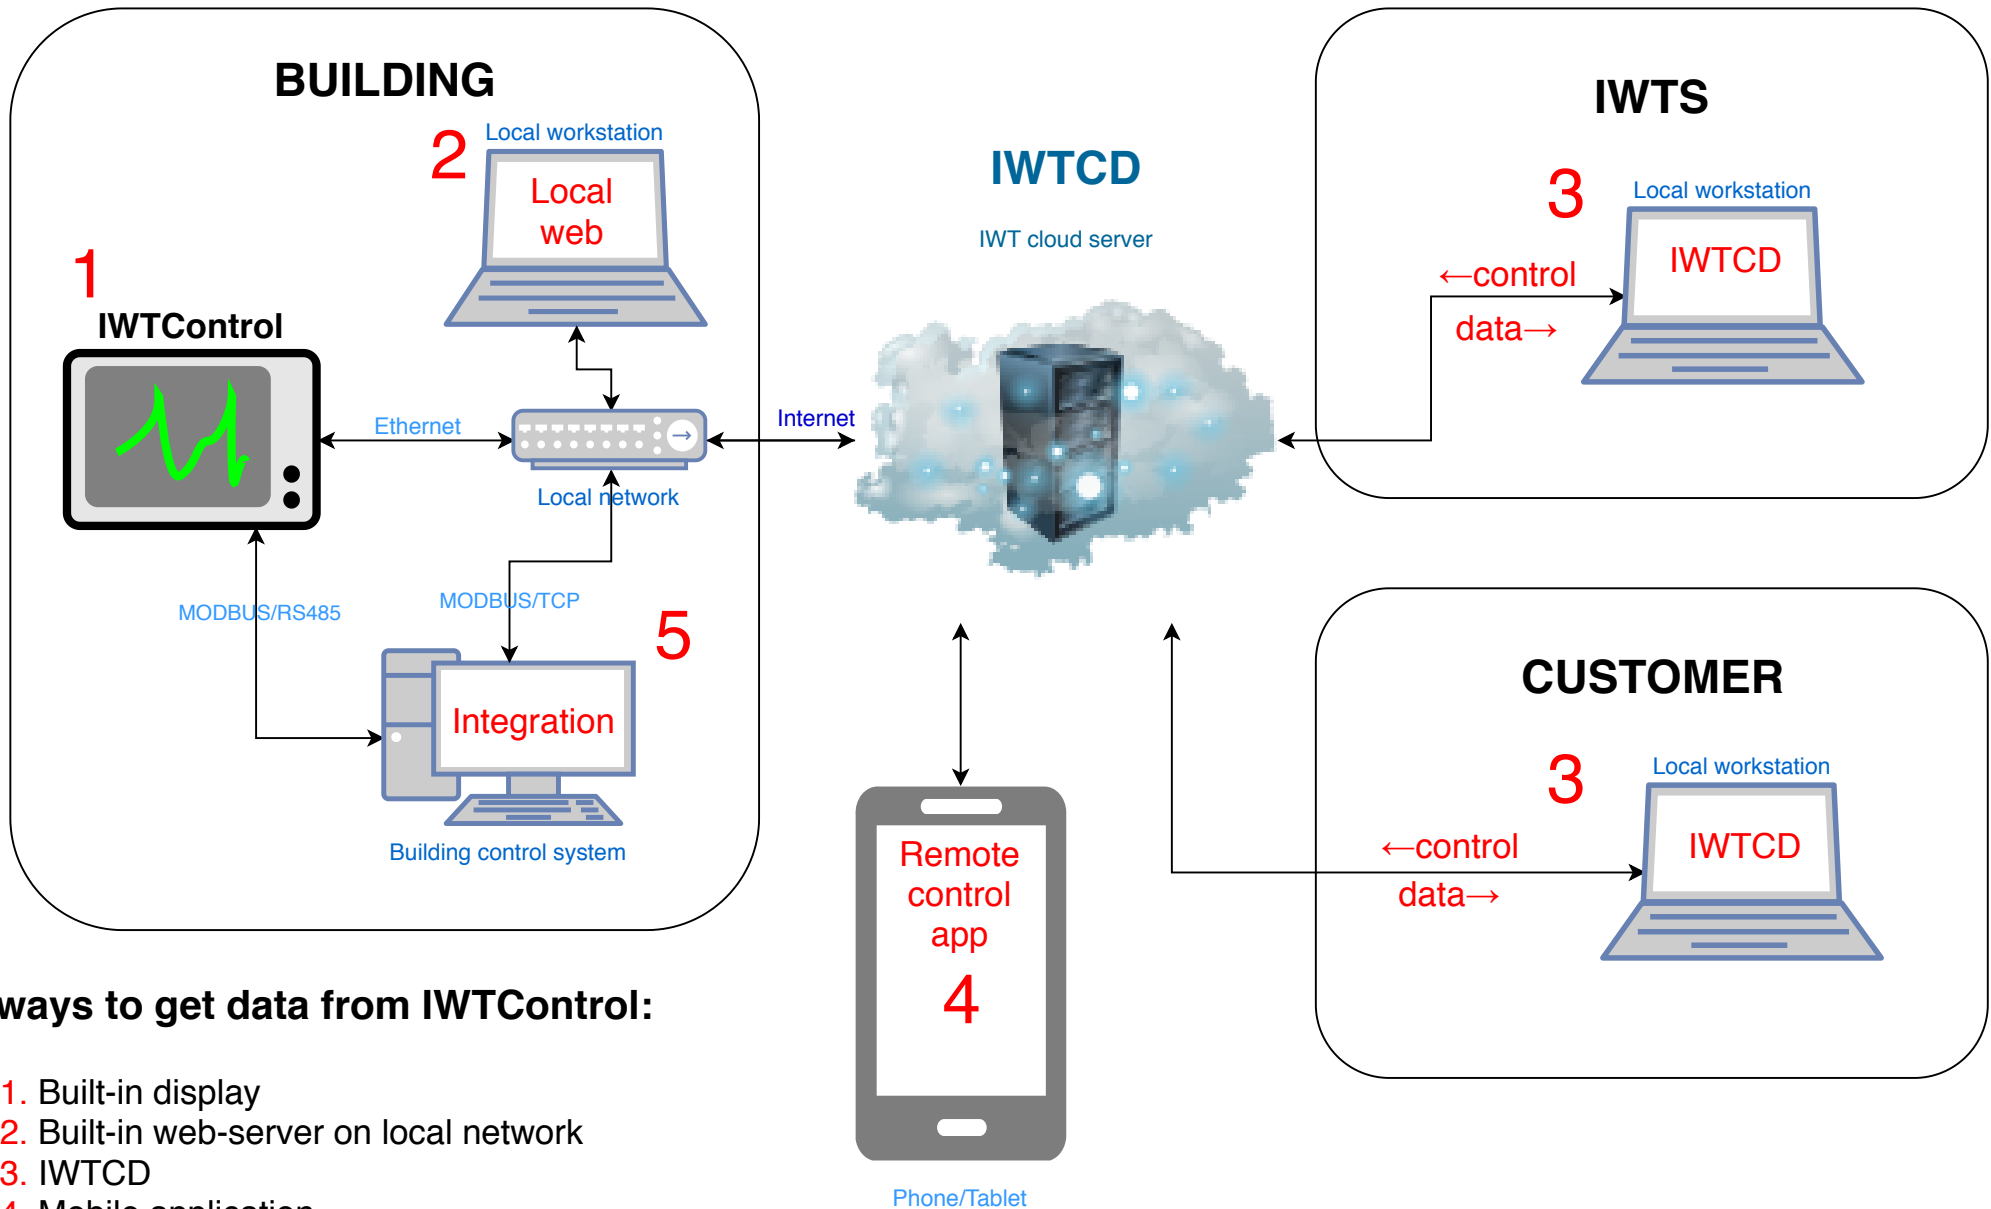 BUILDING
2
Local workstation
Local
web
1
IWTControl
Ethernet
Internet
Local network
MODBUS/RS485
MODBUS/TCP
5
Integration
Building control system
IWTCD
IWT cloud server
IWTS
3
Local workstation
IWTCD
←control
data→
CUSTOMER
3
Local workstation
IWTCD
←control
data→
Remote
control
app
4
Phone/Tablet
ways to get data from IWTControl:
1. Built-in display
2. Built-in web-server on local network
3. IWTCD
4. Mobile application